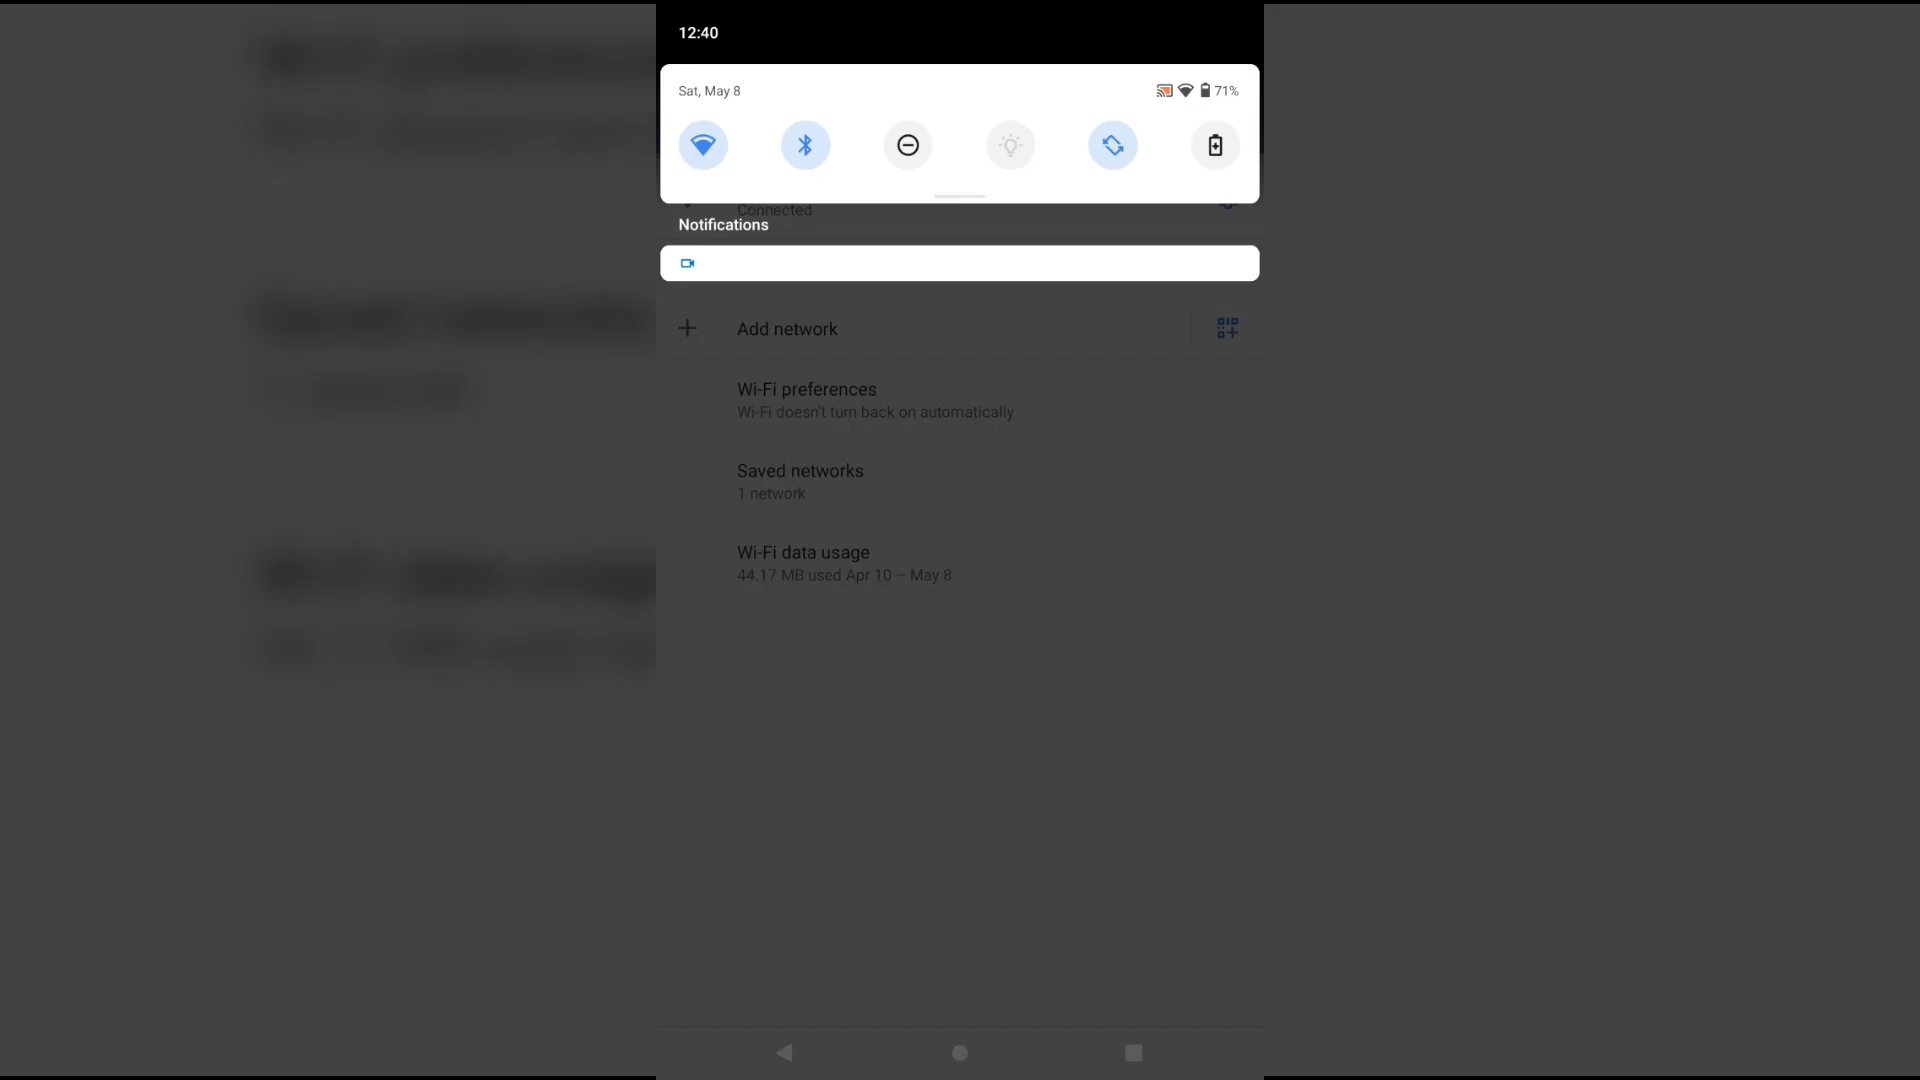 12:40
Sat, May 8
71%
Connected
Notifications
Add network
Wi-Fi preferences
Wi-Fi doesn't turn back on automatically
Saved networks
1 network
Wi-Fi data usage
44.17 MB used Apr 10 – May 8